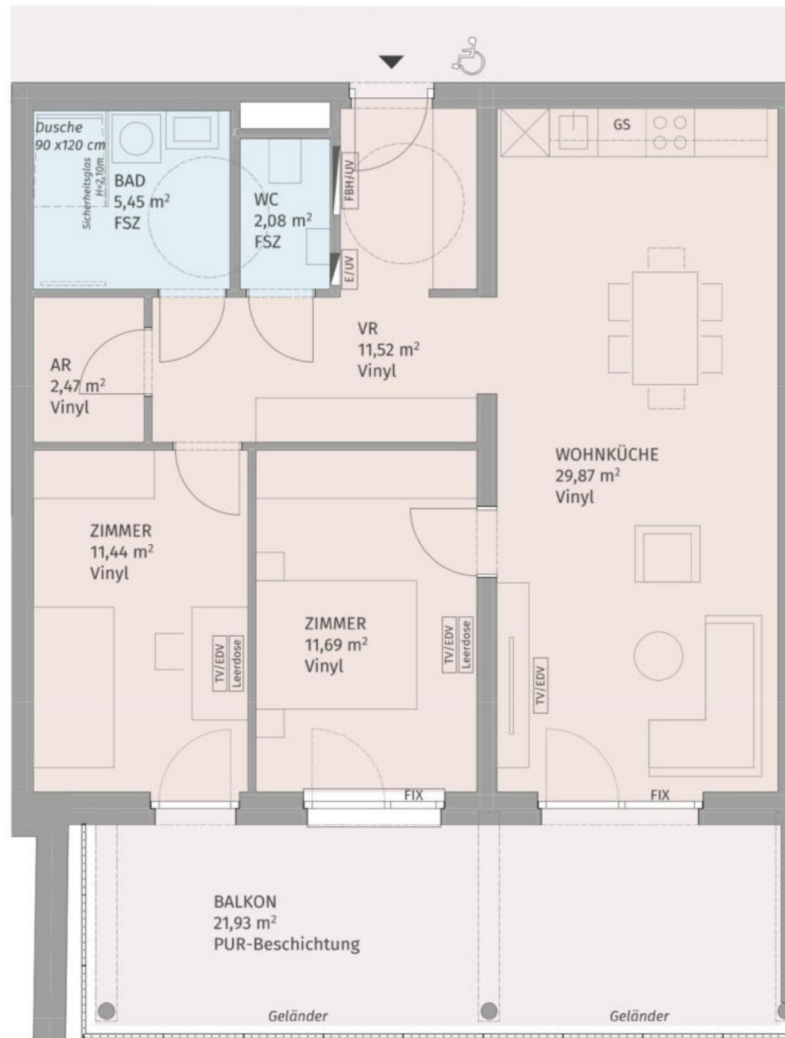 Dusche
90 x120 cm
Sicherheitsglas
H=2,10m
BAD
5,45 m²
FSZ
WC
2,08 m²
FSZ
FBH/UV
E/UV
GS
AR
2,47 m²
Vinyl
VR
11,52 m²
Vinyl
WOHNKÜCHE
29,87 m²
Vinyl
ZIMMER
11,44 m²
Vinyl
TV/EDV
Leerdose
ZIMMER
11,69 m²
Vinyl
TV/EDV
Leerdose
TV/EDV
FIX
FIX
BALKON
21,93 m²
PUR-Beschichtung
Geländer
Geländer